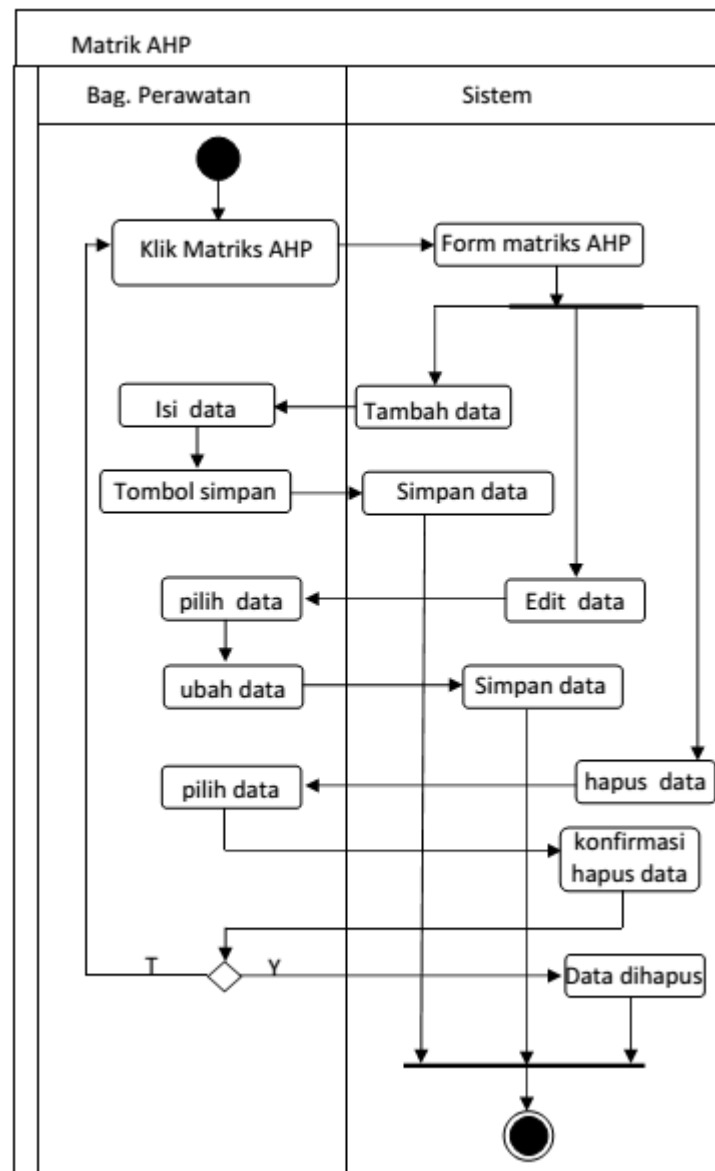 Matrik AHP
Bag. Perawatan
Sistem
Klik Matriks AHP
Form matriks AHP
Isi data
Tambah data
Tombol simpan
Simpan data
pilih data
Edit data
ubah data
Simpan data
pilih data
hapus data
konfirmasi
hapus data
T
Y
Data dihapus